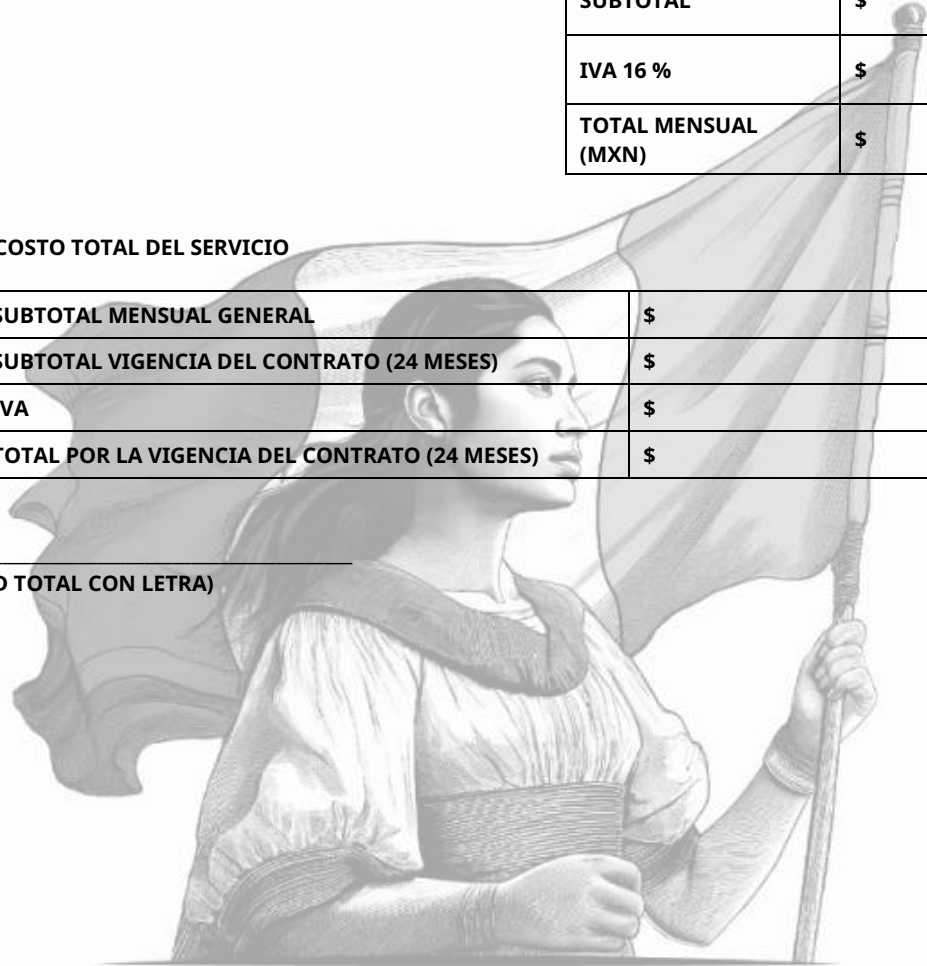 SUBTOTAL $
IVA 16 % $
TOTAL MENSUAL
(MXN) $
COSTO TOTAL DEL SERVICIO
SUBTOTAL MENSUAL GENERAL $
SUBTOTAL VIGENCIA DEL CONTRATO (24 MESES) $
IVA $
TOTAL POR LA VIGENCIA DEL CONTRATO (24 MESES) $
TOTAL CON LETRA)